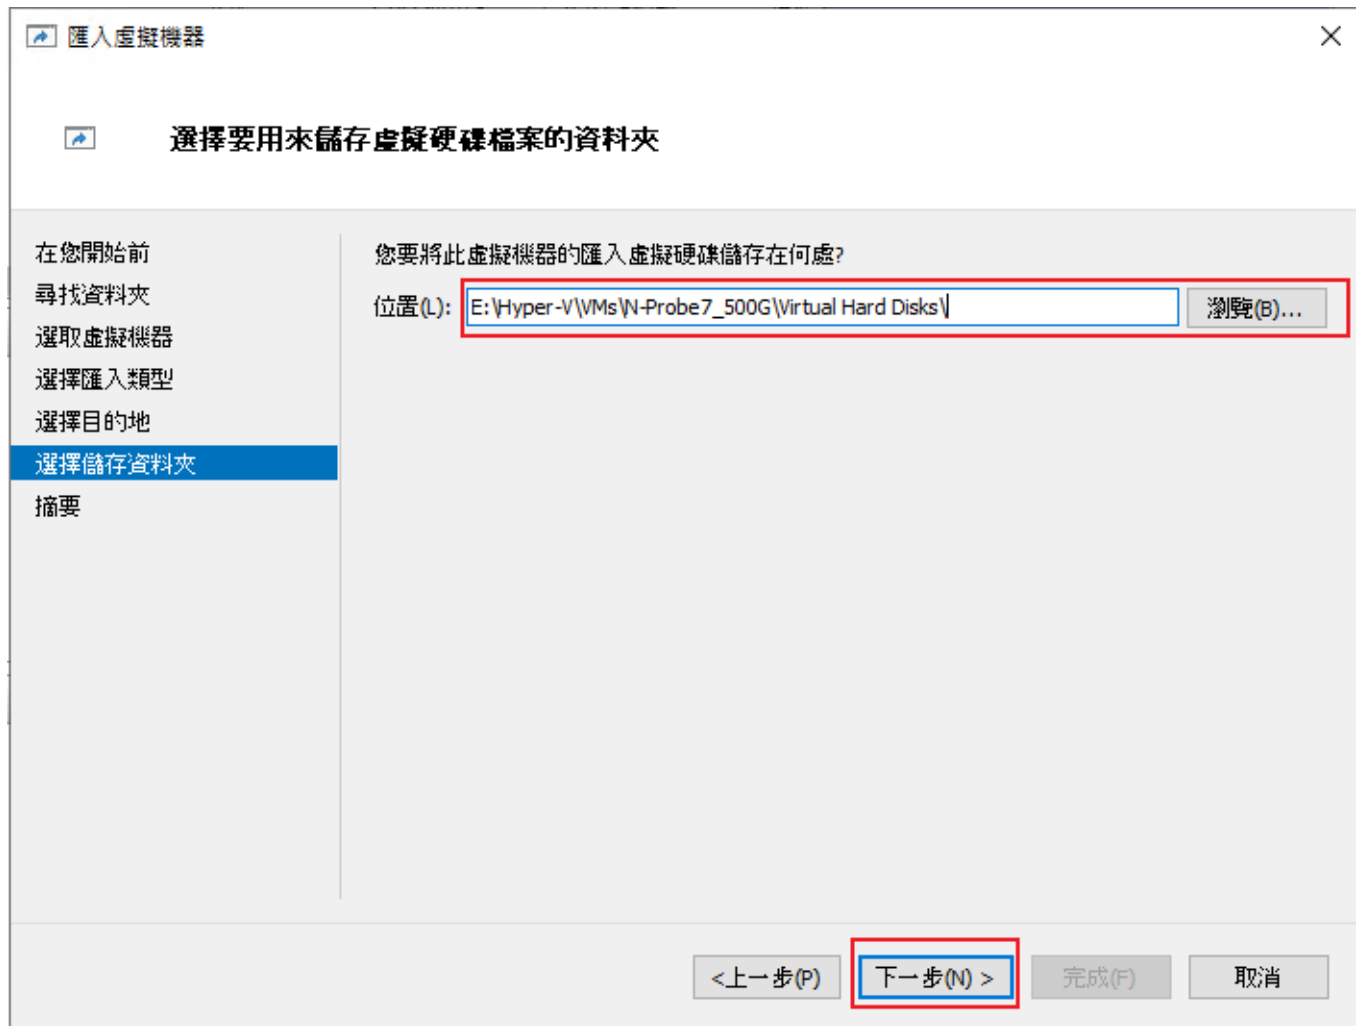 匯入虛擬機器
選擇要用來儲存虛擬硬碟檔案的資料夾
在您開始前
尋找資料夾
選取虛擬機器
選擇匯入類型
選擇目的地
選擇儲存資料夾
摘要
您要將此虛擬機器的匯入虛擬硬碟儲存在何處?
位置(L): E:\Hyper-V\VMs\N-Probe7_500G\Virtual Hard Disks\ 瀏覽(B)...
<上一步(P) 下一步(N) > 完成(F) 取消